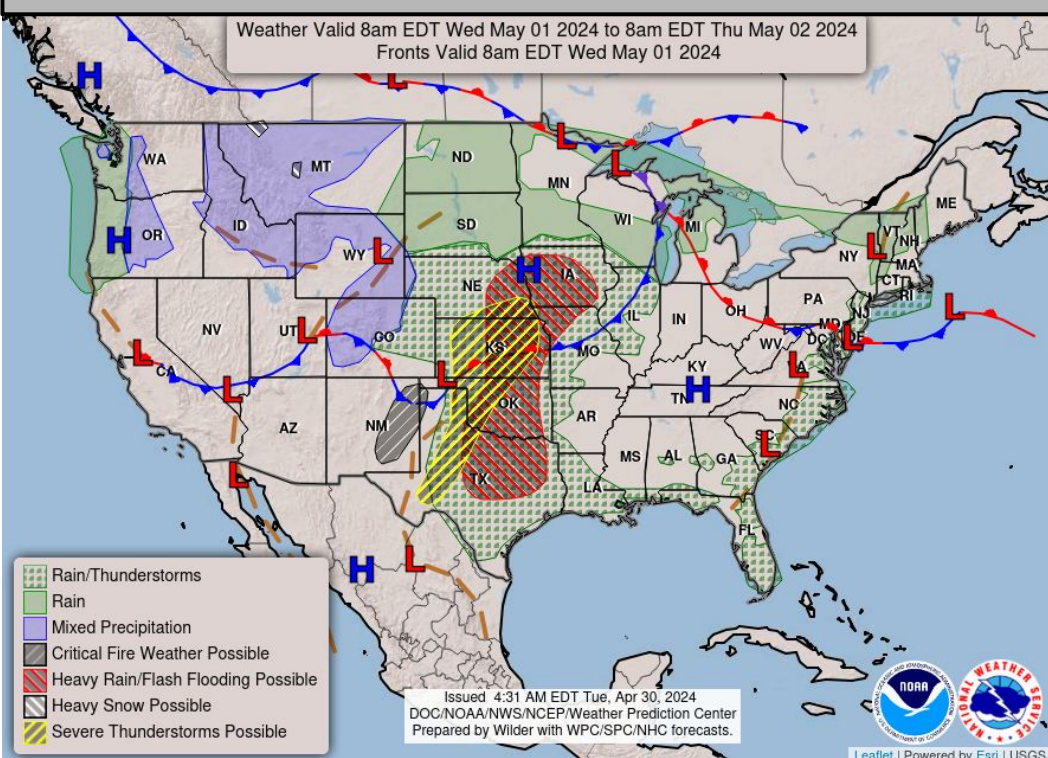 Weather Valid 8am EDT Wed May 01 2024 to 8am EDT Thu May 02 2024
Fronts Valid 8am EDT Wed May 01 2024
H
L
WA
MT
ND
MN
L
L
ME
OR
H
ID
WY
L
SD
WI
MI
NY
L
VT
NH
MA
CT
RI
NE
H
IA
PA
NJ
L
NV
UT
L
CO
IL
IN
OH
MD
DE
L
DC
WV
L
CA
L
KS
L
MO
KY
H
VA
L
TN
NC
AZ
NM
OK
AR
SC
L
L
TX
MS
AL
GA
LA
FL
H
L
Rain/Thunderstorms
Rain
Mixed Precipitation
Critical Fire Weather Possible
Heavy Rain/Flash Flooding Possible
Heavy Snow Possible
Severe Thunderstorms Possible
Issued 4:31 AM EDT Tue, Apr 30, 2024
DOC/NOAA/NWS/NCEP/Weather Prediction Center
Prepared by Wilder with WPC/SPC/NHC forecasts.
NOAA
NATIONAL WEATHER SERVICE
Leaflet | Powered by Esri | USGS